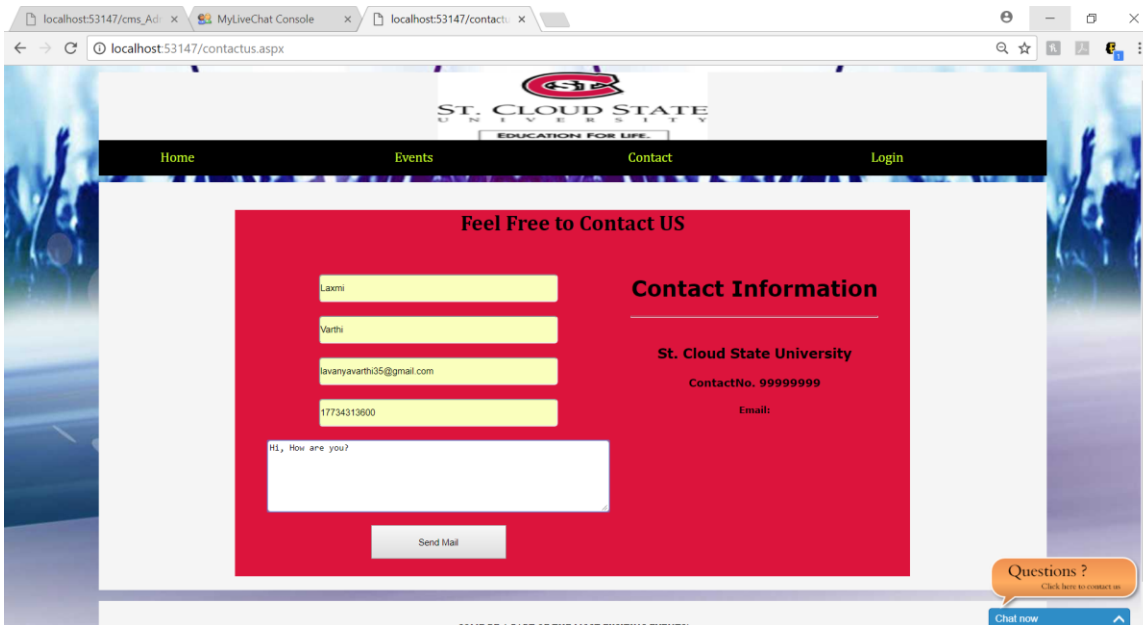 localhost:53147/cms_Ad
MyLiveChat Console
localhost:53147/contactu
localhost:53147/contactus.aspx
ST. CLOUD STATE
UNIVERSITY
EDUCATION FOR LIFE.
Home Events Contact Login
Feel Free to Contact US
Laxmi
Varthi
lavanyavarthi35@gmail.com
17734313600
Hi, How are you?
Send Mail
Contact Information
St. Cloud State University
ContactNo. 99999999
Email:
Questions ?
Click here to contact us
Chat now